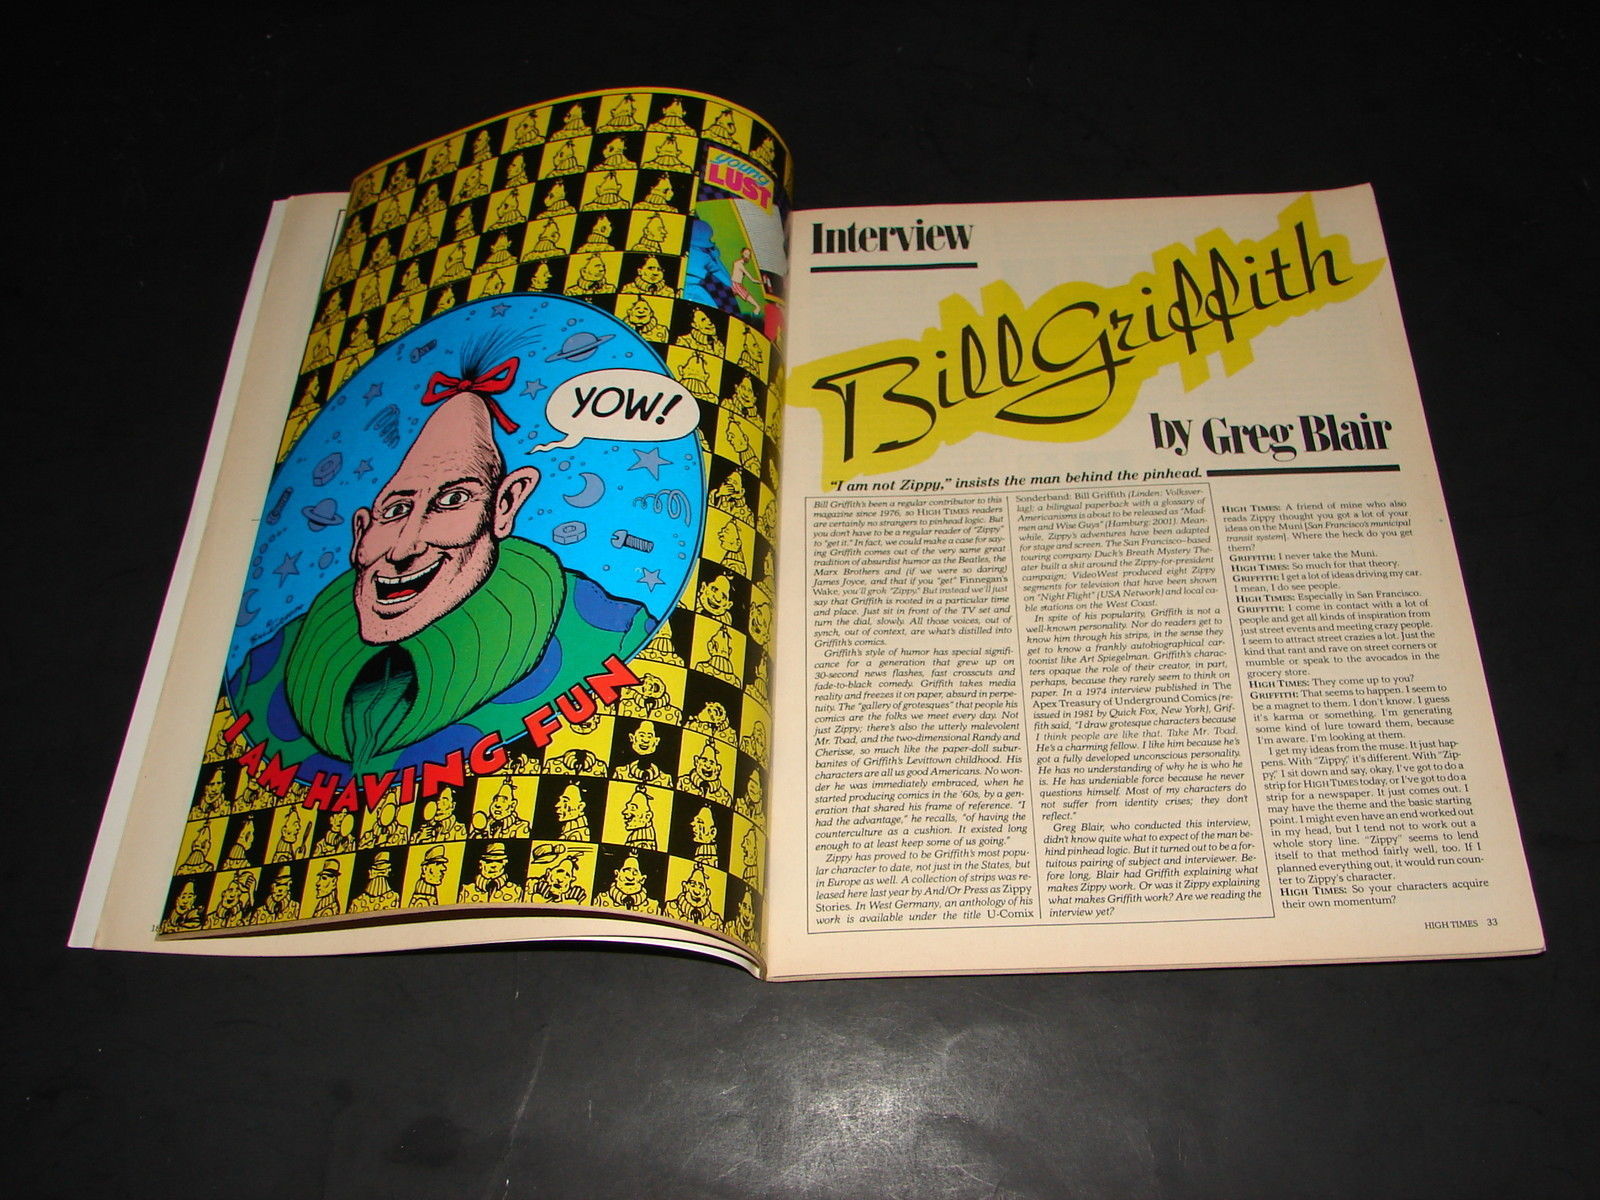 young
LUST
YOW!
I AM HAVING FUN
Interview
Bill Griffith
by Greg Blair
"I am not Zippy," insists the man behind the pinhead.
Bill Griffith's been a regular contributor to this
magazine since 1976, so HIGH TIMES readers
are certainly no strangers to pinhead logic. But
you don't have to be a regular reader of "Zippy"
to "get it." In fact, we could make a case for say-
ing Griffith comes out of the very same great
tradition of absurdist humor as the Beatles, the
Marx Brothers and (if we were so daring)
James Joyce, and that if you "get" Finnegan's
Wake, you'll grok "Zippy." But instead we'll just
say that Griffith is rooted in a particular time
and place. Just sit in front of the TV set and
turn the dial, slowly. All those voices, out of
synch, out of context, are what's distilled into
Griffith's comics.
Griffith's style of humor has special signifi-
cance for a generation that grew up on
30-second news flashes, fast crosscuts and
fade-to-black comedy. Griffith takes media
reality and freezes it on paper, absurd in perpe-
tuity. The "gallery of grotesques" that people his
comics are the folks we meet every day. Not
just Zippy; there's also the utterly malevolent
Mr. Toad, and the two-dimensional Randy and
Cherisse, so much like the paper-doll subur-
banites of Griffith's Levittown childhood. His
characters are all us good Americans. No won-
der he was immediately embraced, when he
started producing comics in the '60s, by a gen-
eration that shared his frame of reference. "I
had the advantage," he recalls, "of having the
counterculture as a cushion. It existed long
enough to at least keep some of us going."
Zippy has proved to be Griffith's most popu-
lar character to date, not just in the States, but
in Europe as well. A collection of strips was re-
leased here last year by And/Or Press as Zippy
Stories. In West Germany, an anthology of his
work is available under the title U-Comix
Sonderband: Bill Griffith (Linden: Volksver-
lag); a bilingual paperback with a glossary of
Americanisms is about to be released as "Mad-
men and Wise Guys" (Hamburg: 2001). Mean-
while, Zippy's adventures have been adapted
for stage and screen. The San Francisco–based
touring company Duck's Breath Mystery The-
ater built a skit around the Zippy-for-president
campaign; VideoWest produced eight Zippy
segments for television that have been shown
on "Night Flight" (USA Network) and local ca-
ble stations on the West Coast.
In spite of his popularity, Griffith is not a
well-known personality. Nor do readers get to
know him through his strips, in the sense they
get to know a frankly autobiographical car-
toonist like Art Spiegelman. Griffith's charac-
ters opaque the role of their creator, in part,
perhaps, because they rarely seem to think on
paper. In a 1974 interview published in The
Apex Treasury of Underground Comics (re-
issued in 1981 by Quick Fox, New York), Grif-
fith said, "I draw grotesque characters because
I think people are like that. Take Mr. Toad.
He's a charming fellow. I like him because he's
got a fully developed unconscious personality.
He has no understanding of why he is who he
is. He has undeniable force because he never
questions himself. Most of my characters do
not suffer from identity crises; they don't
reflect."
Greg Blair, who conducted this interview,
didn't know quite what to expect of the man be-
hind pinhead logic. But it turned out to be a for-
tuitous pairing of subject and interviewer. Be-
fore long, Blair had Griffith explaining what
makes Zippy work. Or was it Zippy explaining
what makes Griffith work? Are we reading the
interview yet?
HIGH TIMES: A friend of mine who also
reads Zippy thought you got a lot of your
ideas on the Muni [San Francisco's municipal
transit system]. Where the heck do you get
them?
GRIFFITH: I never take the Muni.
HIGH TIMES: So much for that theory.
GRIFFITH: I get a lot of ideas driving my car.
I mean, I do see people.
HIGH TIMES: Especially in San Francisco.
GRIFFITH: I come in contact with a lot of
people and get all kinds of inspiration from
just street events and meeting crazy people.
I seem to attract street crazies a lot. Just the
kind that rant and rave on street corners or
mumble or speak to the avocados in the
grocery store.
HIGH TIMES: They come up to you?
GRIFFITH: That seems to happen. I seem to
be a magnet to them. I don't know. I guess
it's karma or something. I'm generating
some kind of lure toward them, because
I'm aware. I'm looking at them.
I get my ideas from the muse. It just hap-
pens. With "Zippy," it's different. With "Zip-
py," I sit down and say, okay, I've got to do a
strip for HIGH TIMES today, or I've got to do a
strip for a newspaper. It just comes out. I
may have the theme and the basic starting
point. I might even have an end worked out
in my head, but I tend not to work out a
whole story line. "Zippy" seems to lend
itself to that method fairly well, too. If I
planned everything out, it would run coun-
ter to Zippy's character.
HIGH TIMES: So your characters acquire
their own momentum?
HIGH TIMES 33